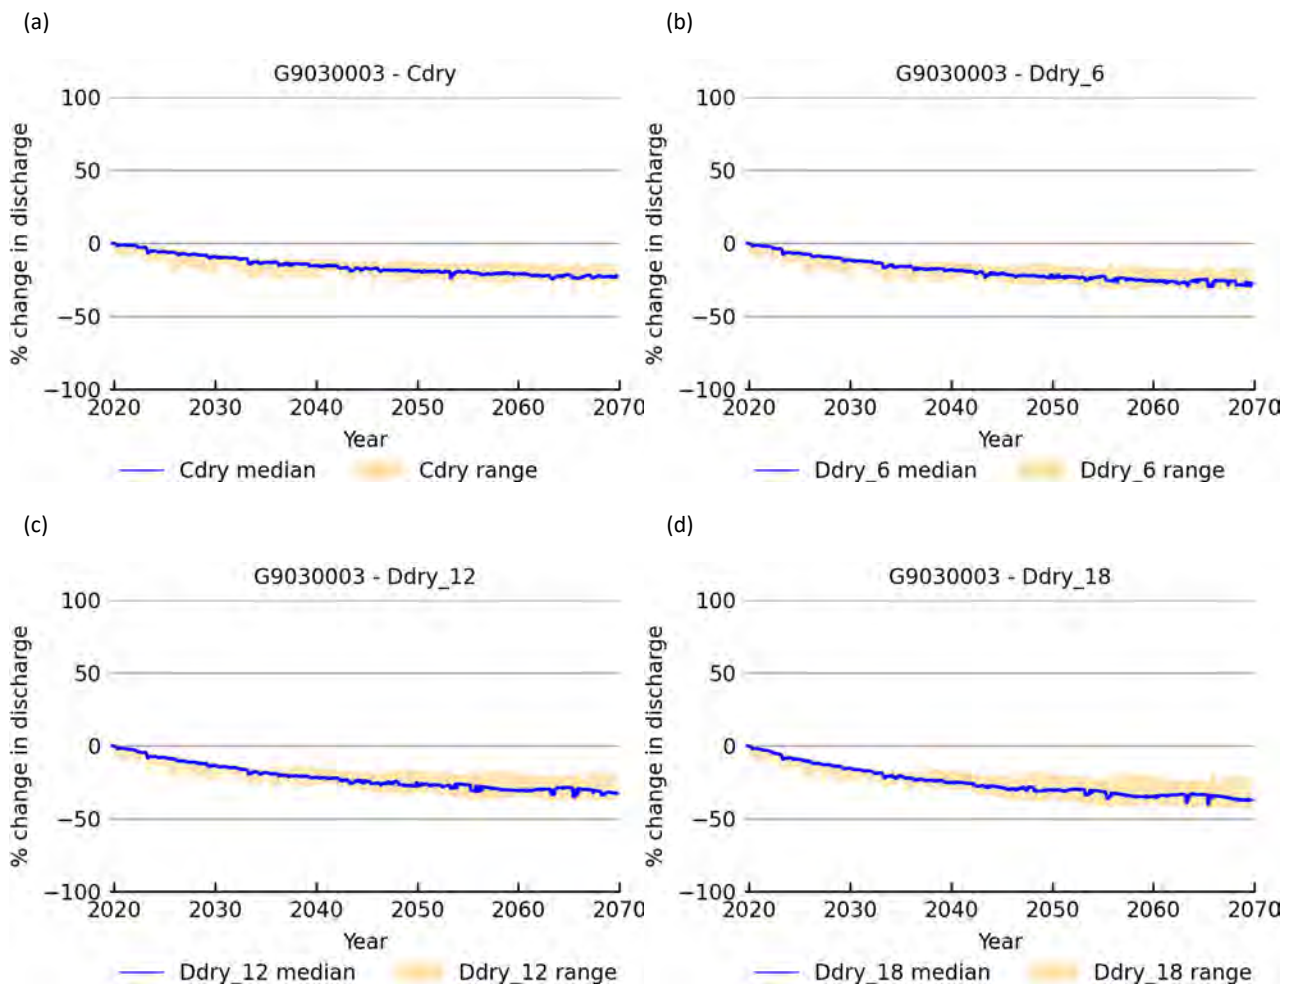 (a)
G9030003 - Cdry
% change in discharge
100
50
0
−50
−100
2020 2030 2040 2050 2060 2070
Year
Cdry median Cdry range
(b)
G9030003 - Ddry_6
% change in discharge
100
50
0
−50
−100
2020 2030 2040 2050 2060 2070
Year
Ddry_6 median Ddry_6 range
(c)
G9030003 - Ddry_12
% change in discharge
100
50
0
−50
−100
2020 2030 2040 2050 2060 2070
Year
Ddry_12 median Ddry_12 range
(d)
G9030003 - Ddry_18
% change in discharge
100
50
0
−50
−100
2020 2030 2040 2050 2060 2070
Year
Ddry_18 median Ddry_18 range